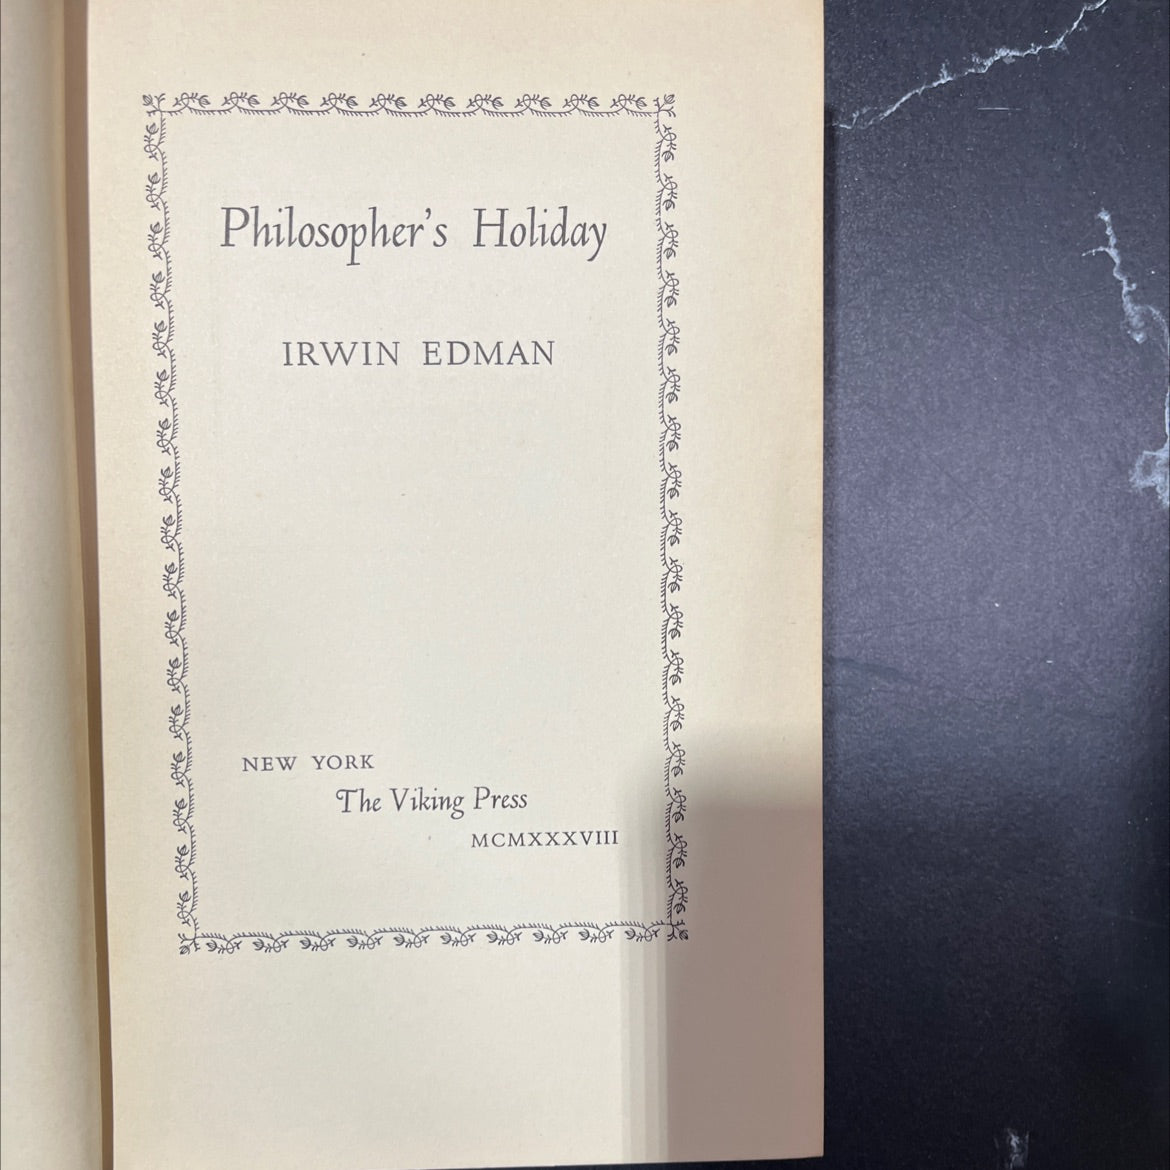 Philosopher's Holiday
IRWIN EDMAN
NEW YORK
The Viking Press
MCMXXXVIII